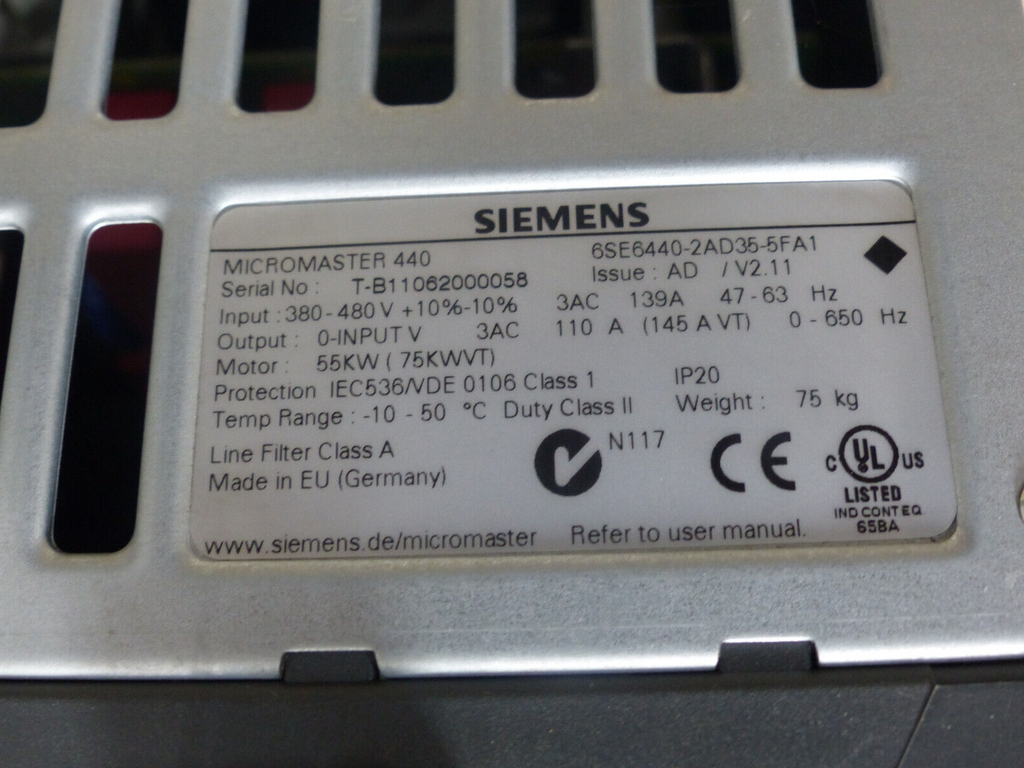 SIEMENS
MICROMASTER 440 6SE6440-2AD35-5FA1
Serial No : T-B11062000058 Issue : AD / V2.11
Input : 380 - 480 V +10%-10% 3AC 139A 47 - 63 Hz
Output : 0-INPUT V 3AC 110 A (145 A VT) 0 - 650 Hz
Motor : 55KW ( 75KWVT)
Protection IEC536/VDE 0106 Class 1 IP20
Temp Range : -10 - 50 °C Duty Class II Weight : 75 kg
Line Filter Class A N117 CE C UL US
Made in EU (Germany) LISTED
IND CONT EQ
65BA
www.siemens.de/micromaster Refer to user manual.